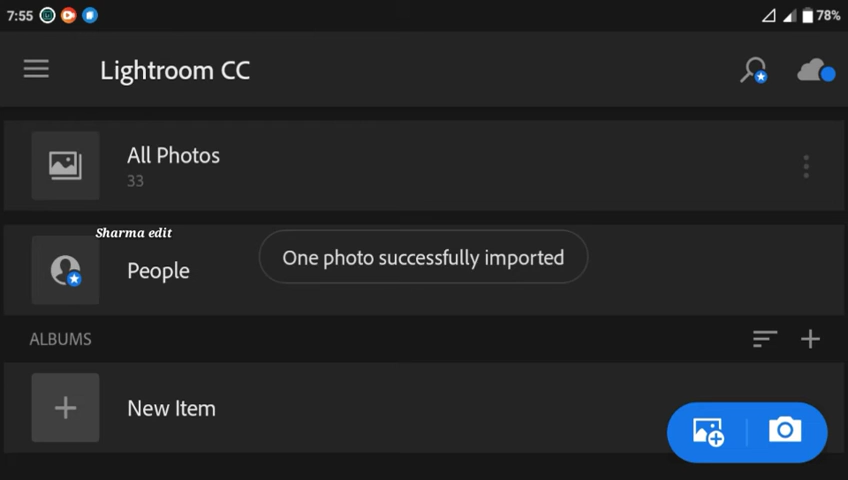 7:55
78%
Lightroom CC
All Photos
33
Sharma edit
People
One photo successfully imported
ALBUMS
New Item